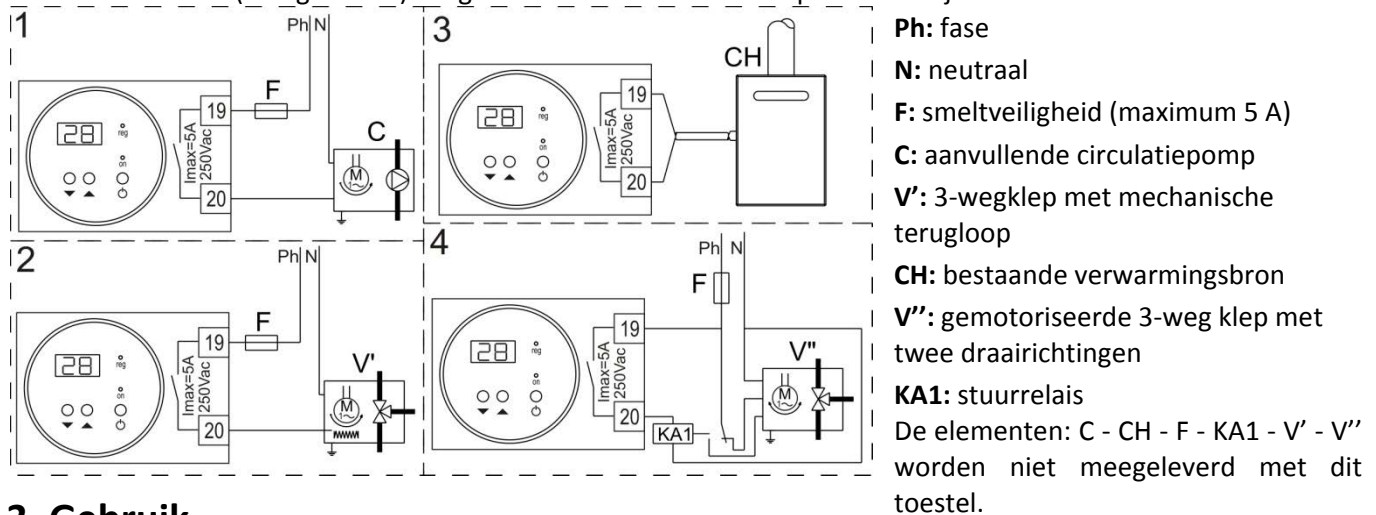 1
Ph N
F
19
28
reg
on
Imax=5A
250Vac
20
C
M
1~
2
Ph N
F
19
28
reg
on
Imax=5A
250Vac
20
V'
M
1~
3
CH
19
28
reg
on
Imax=5A
250Vac
20
4
Ph N
F
19
28
reg
on
Imax=5A
250Vac
20
KA1
V"
M
1~
Ph: fase
N: neutraal
F: smeltveiligheid (maximum 5 A)
C: aanvullende circulatiepomp
V’: 3-wegklep met mechanische
terugloop
CH: bestaande verwarmingsbron
V’’: gemotoriseerde 3-weg klep met
twee draairichtingen
KA1: stuurrelais
De elementen: C - CH - F - KA1 - V’ - V’’
worden niet meegeleverd met dit
toestel.
Gebruik